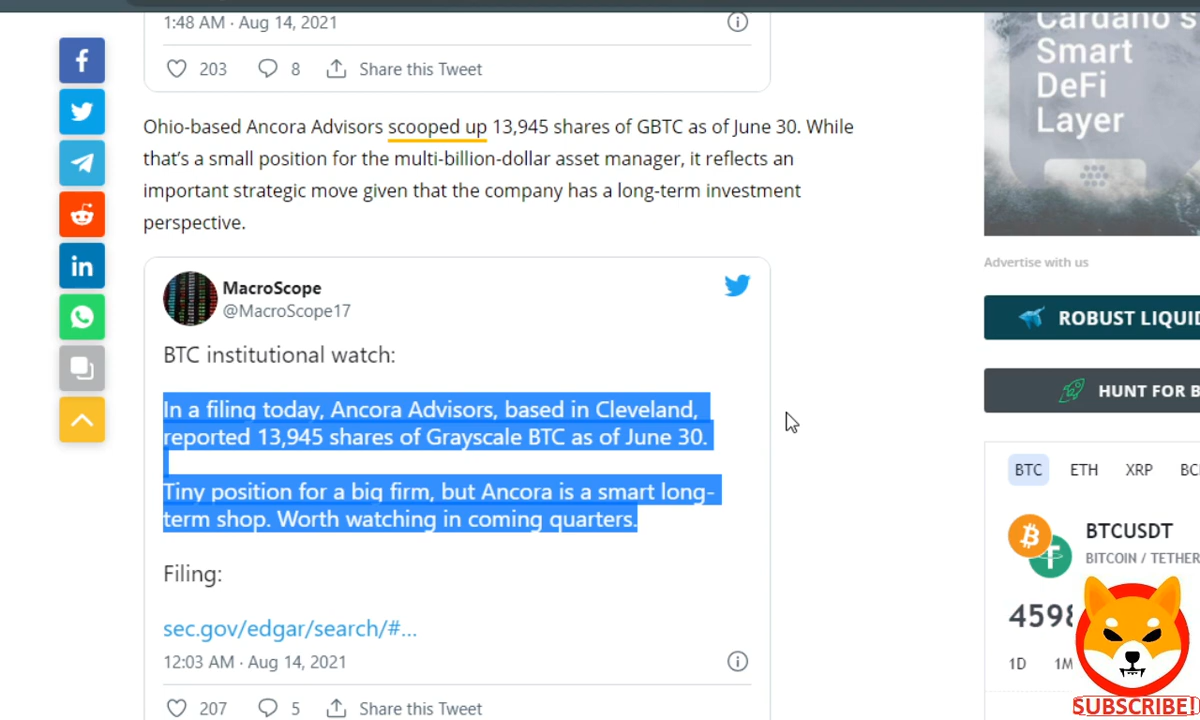 1:48 AM · Aug 14, 2021
203 8 Share this Tweet
Ohio-based Ancora Advisors scooped up 13,945 shares of GBTC as of June 30. While
that's a small position for the multi-billion-dollar asset manager, it reflects an
important strategic move given that the company has a long-term investment
perspective.
MacroScope
@MacroScope17
BTC institutional watch:
In a filing today, Ancora Advisors, based in Cleveland,
reported 13,945 shares of Grayscale BTC as of June 30.
Tiny position for a big firm, but Ancora is a smart long-
term shop. Worth watching in coming quarters.
Filing:
sec.gov/edgar/search/#...
12:03 AM · Aug 14, 2021
207 5 Share this Tweet
Cardano's
Smart
DeFi
Layer
Advertise with us
ROBUST LIQUID
HUNT FOR B
BTC ETH XRP BC
BTCUSDT
BITCOIN / TETHER
459
1D 1M
SUBSCRIBE!